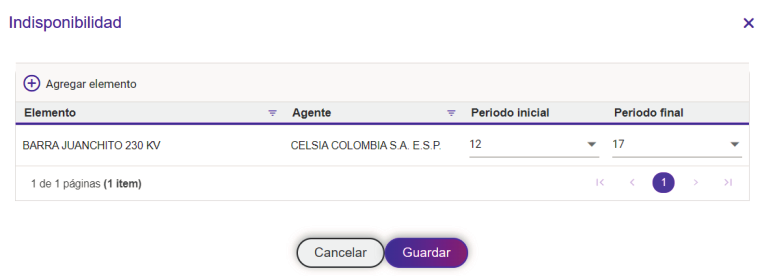 Indisponibilidad
Agregar elemento
Elemento Agente Periodo inicial Periodo final
BARRA JUANCHITO 230 KV CELSIA COLOMBIA S.A. E.S.P. 12 17
1 de 1 páginas (1 item) 1
Cancelar Guardar